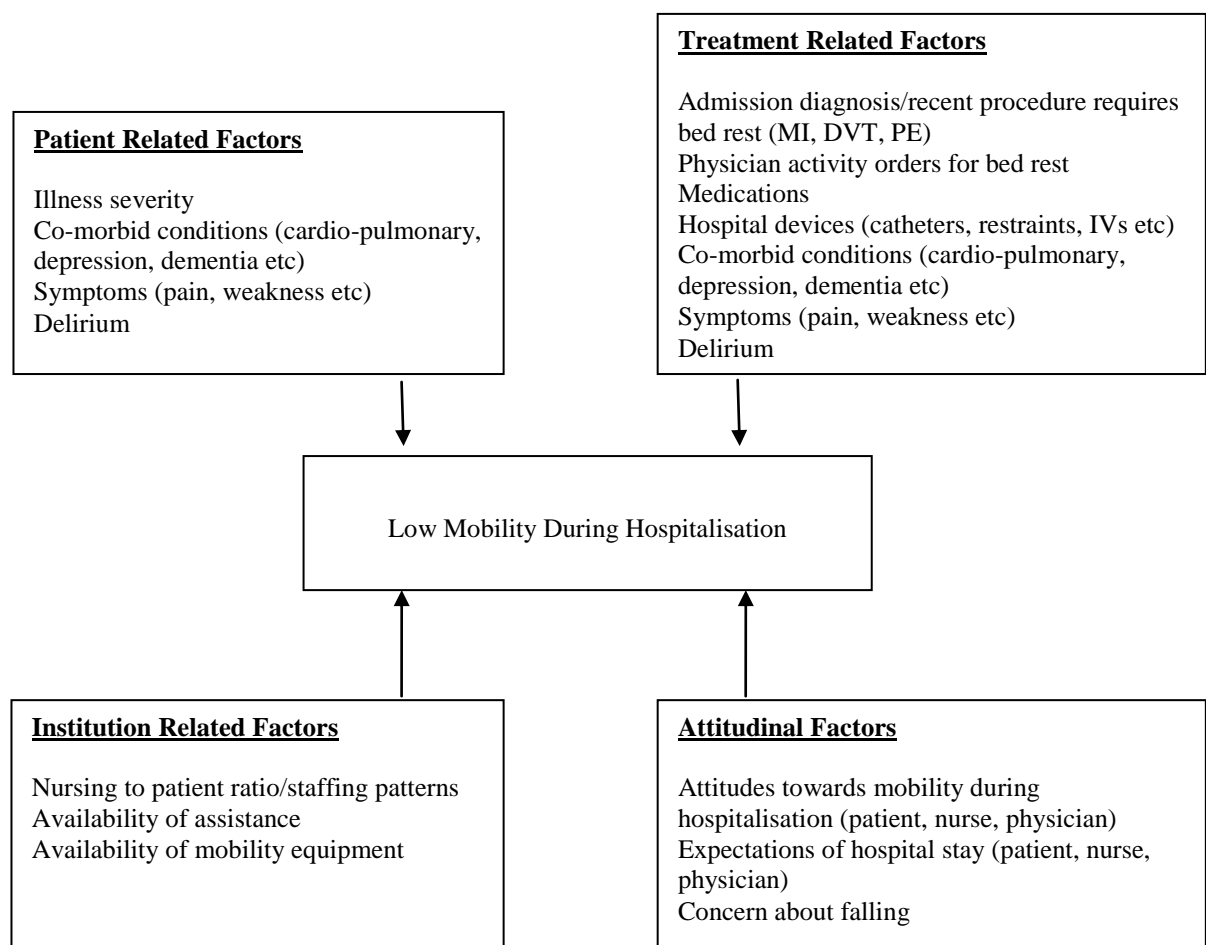 Patient Related Factors
Illness severity
Co-morbid conditions (cardio-pulmonary,
depression, dementia etc)
Symptoms (pain, weakness etc)
Delirium
Treatment Related Factors
Admission diagnosis/recent procedure requires
bed rest (MI, DVT, PE)
Physician activity orders for bed rest
Medications
Hospital devices (catheters, restraints, IVs etc)
Co-morbid conditions (cardio-pulmonary,
depression, dementia etc)
Symptoms (pain, weakness etc)
Delirium
Low Mobility During Hospitalisation
Institution Related Factors
Nursing to patient ratio/staffing patterns
Availability of assistance
Availability of mobility equipment
Attitudinal Factors
Attitudes towards mobility during
hospitalisation (patient, nurse, physician)
Expectations of hospital stay (patient, nurse,
physician)
Concern about falling